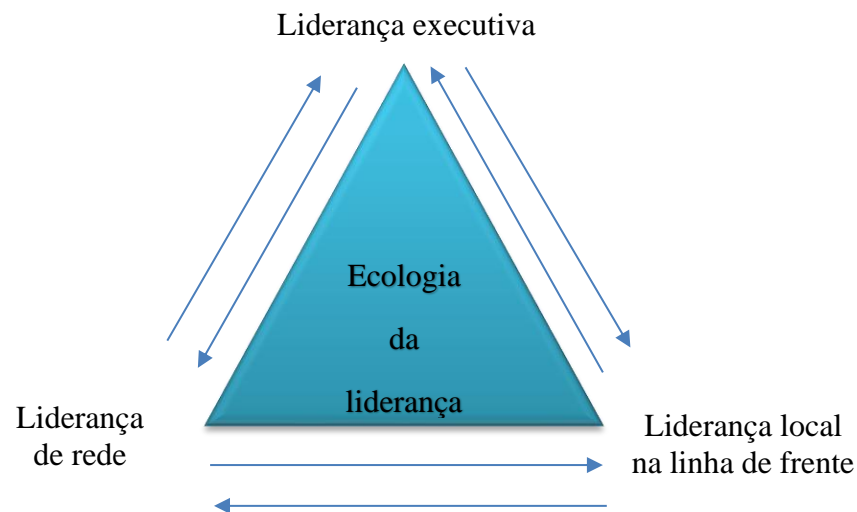 Liderança executiva
Ecologia
da
liderança
Liderança
de rede
Liderança local
na linha de frente